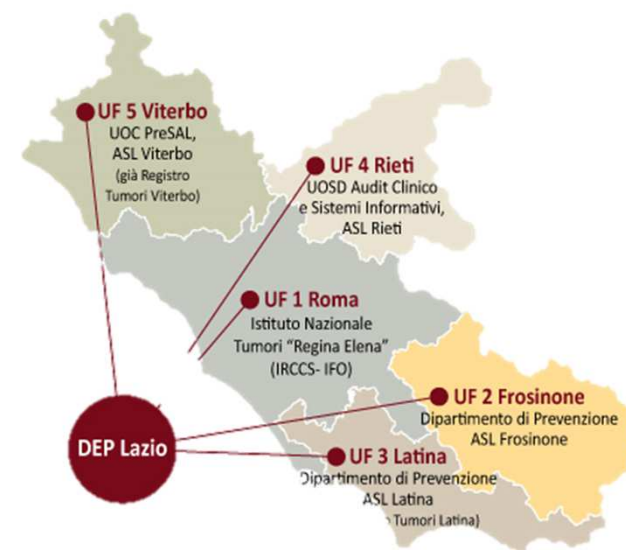 UF 5 Viterbo
UOC PreSAL,
ASL Viterbo
(già Registro
Tumori Viterbo)
UF 4 Rieti
UOSD Audit Clinico
e Sistemi Informativi,
ASL Rieti
UF 1 Roma
Istituto Nazionale
Tumori “Regina Elena”
(IRCCS- IFO)
UF 2 Frosinone
Dipartimento di Prevenzione
ASL Frosinone
DEP Lazio
UF 3 Latina
Dipartimento di Prevenzione
ASL Latina
Tumori Latina)